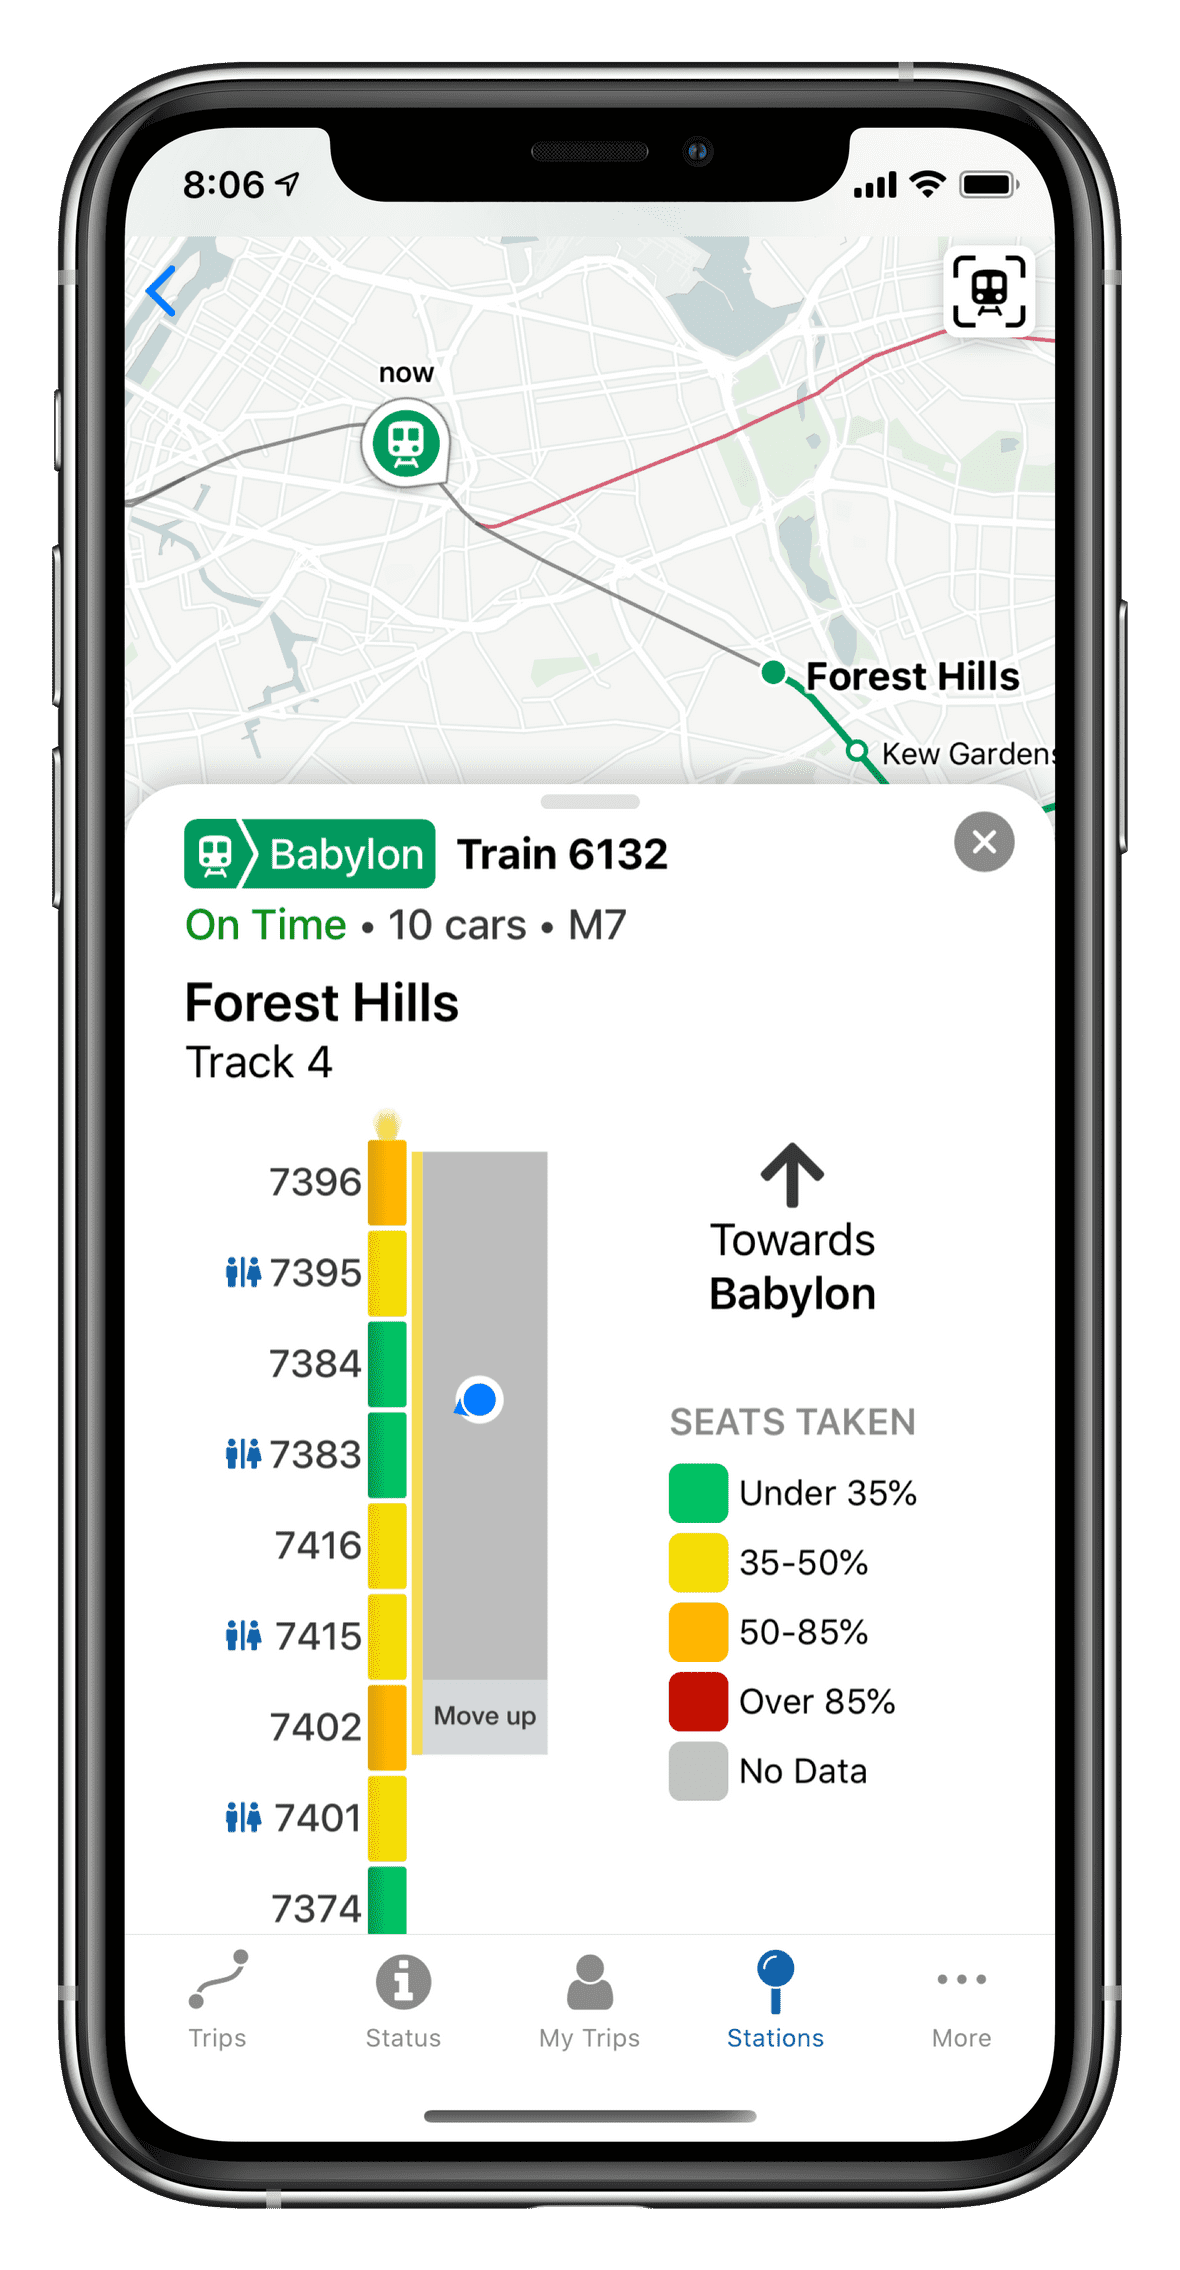 8:06
now
Forest Hills
Kew Gardens
Babylon Train 6132
On Time • 10 cars • M7
Forest Hills
Track 4
7396
7395
7384
7383
7416
7415
7402
7401
7374
Move up
Towards
Babylon
SEATS TAKEN
Under 35%
35-50%
50-85%
Over 85%
No Data
Trips
Status
My Trips
Stations
More